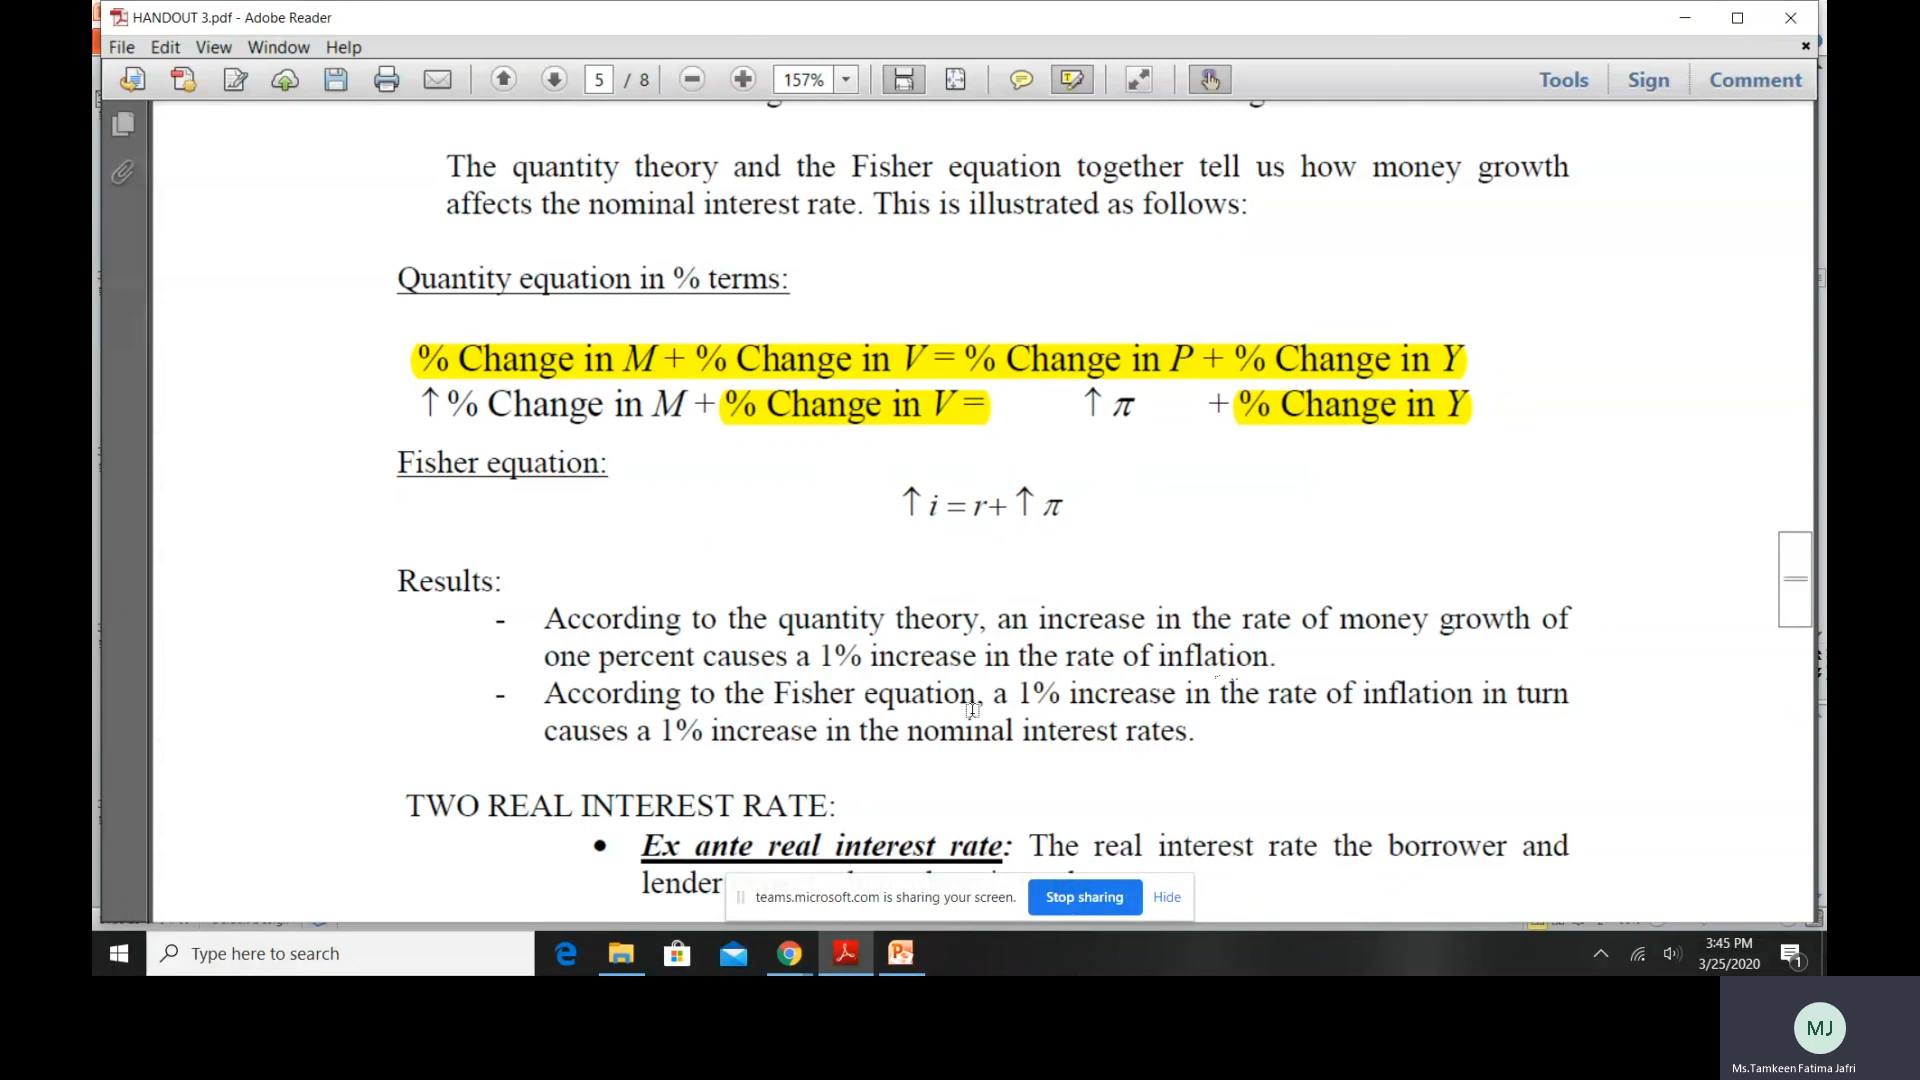 HANDOUT 3.pdf - Adobe Reader
File Edit View Window Help
5 / 8 157% Tools Sign Comment
The quantity theory and the Fisher equation together tell us how money growth
affects the nominal interest rate. This is illustrated as follows:
Quantity equation in % terms:
% Change in M + % Change in V = % Change in P + % Change in Y
↑ % Change in M + % Change in V = ↑ π + % Change in Y
Fisher equation:
↑ i = r+ ↑ π
Results:
- According to the quantity theory, an increase in the rate of money growth of
one percent causes a 1% increase in the rate of inflation.
- According to the Fisher equation, a 1% increase in the rate of inflation in turn
causes a 1% increase in the nominal interest rates.
TWO REAL INTEREST RATE:
• Ex ante real interest rate: The real interest rate the borrower and
lender
teams.microsoft.com is sharing your screen. Stop sharing Hide
Type here to search
3:45 PM
3/25/2020
1
MJ
Ms.Tamkeen Fatima Jafri